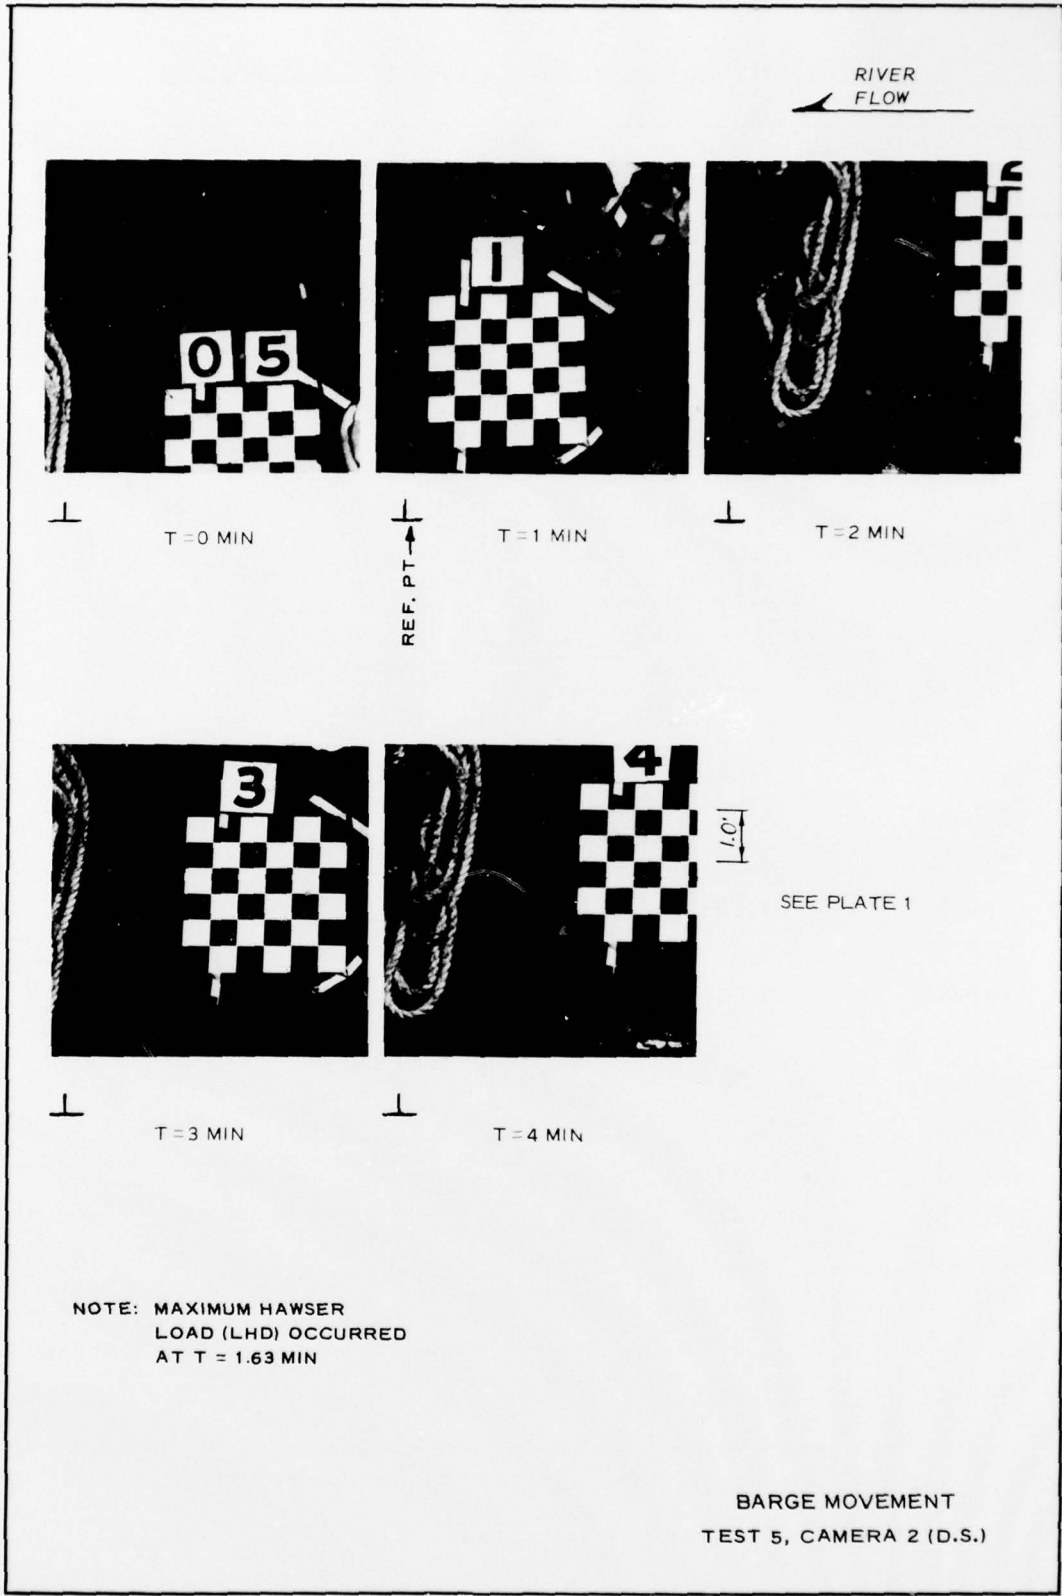 RIVER
FLOW
0 5
1
2
T=0 MIN
T=1 MIN
T=2 MIN
REF. PT
3
4
1.0'
SEE PLATE 1
T=3 MIN
T=4 MIN
NOTE: MAXIMUM HAWSER
LOAD (LHD) OCCURRED
AT T = 1.63 MIN
BARGE MOVEMENT
TEST 5, CAMERA 2 (D.S.)